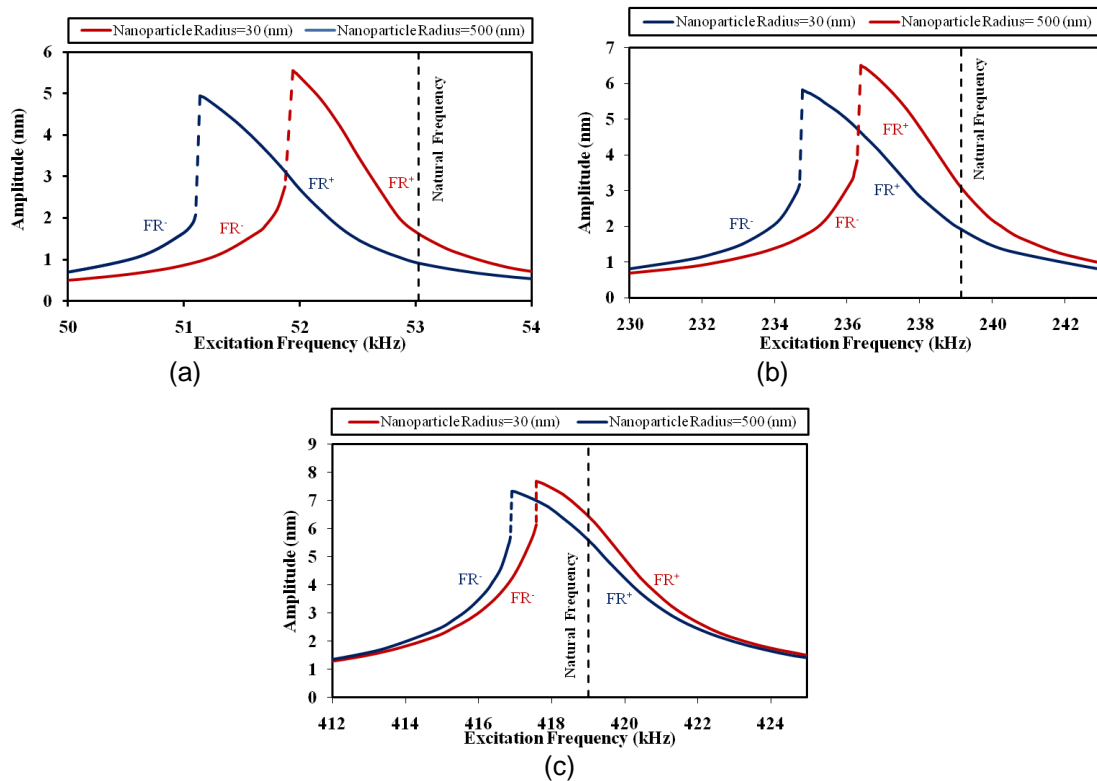 Nanoparticle Radius=30 (nm) Nanoparticle Radius=500 (nm)
6
5
4
3
2
1
0
Amplitude (nm)
FR-
FR-
FR+
FR+
Natural Frequency
50 51 52 53 54
Excitation Frequency (kHz)
(a)
Nanoparticle Radius=30 (nm) Nanoparticle Radius= 500 (nm)
7
6
5
4
3
2
1
0
Amplitude (nm)
FR-
FR-
FR+
FR+
Natural Frequency
230 232 234 236 238 240 242
Excitation Frequency (kHz)
(b)
Nanoparticle Radius=30 (nm) Nanoparticle Radius=500 (nm)
9
8
7
6
5
4
3
2
1
0
Amplitude (nm)
FR-
FR-
FR+
FR+
Natural Frequency
412 414 416 418 420 422 424
Excitation Frequency (kHz)
(c)